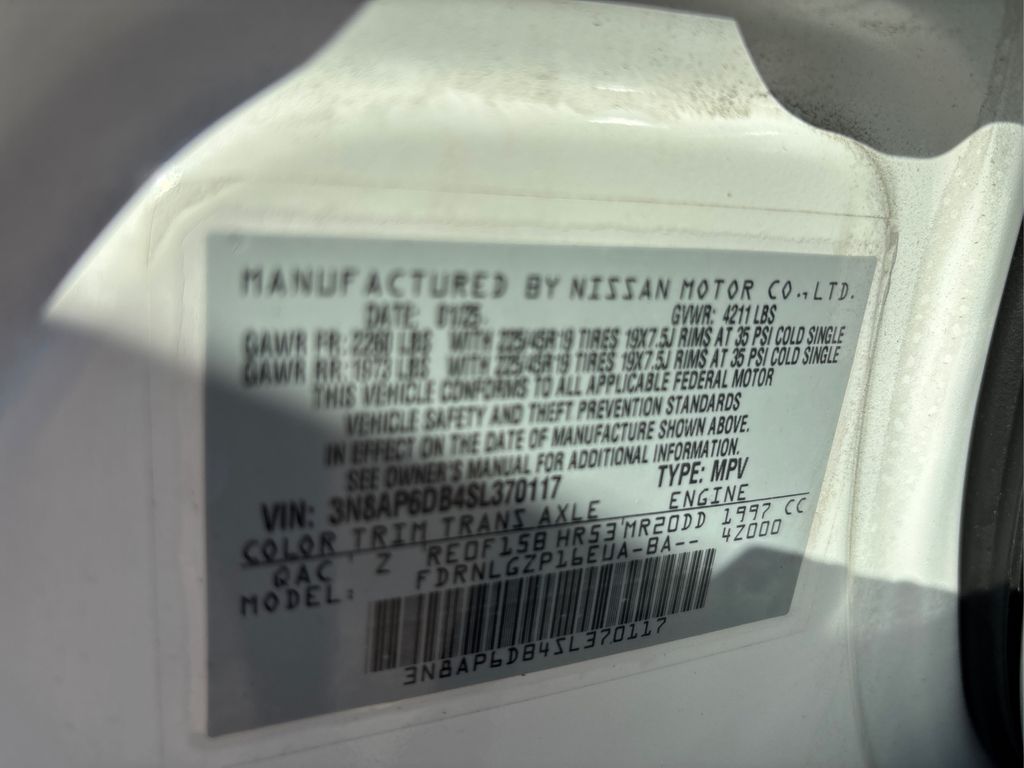 MANUFACTURED BY NISSAN MOTOR CO.,LTD.
DATE: 01/25 GVWR: 4211 LBS
GAWR FR: 2260 LBS WITH 225/45R19 TIRES 19X7.5J RIMS AT 35 PSI COLD SINGLE
GAWR RR: 1973 LBS WITH 225/45R19 TIRES 19X7.5J RIMS AT 35 PSI COLD SINGLE
THIS VEHICLE CONFORMS TO ALL APPLICABLE FEDERAL MOTOR
VEHICLE SAFETY AND THEFT PREVENTION STANDARDS
IN EFFECT ON THE DATE OF MANUFACTURE SHOWN ABOVE.
SEE OWNER'S MANUAL FOR ADDITIONAL INFORMATION.
VIN: 3N8AP6DB4SL370117 TYPE: MPV
COLOR TRIM TRANS AXLE ENGINE
QAC Z RE0F15B HR53 MR20DD 1997 CC
MODEL: FDRNLGZP16EUA-BA-- 4Z000
3N8AP6DB4SL370117